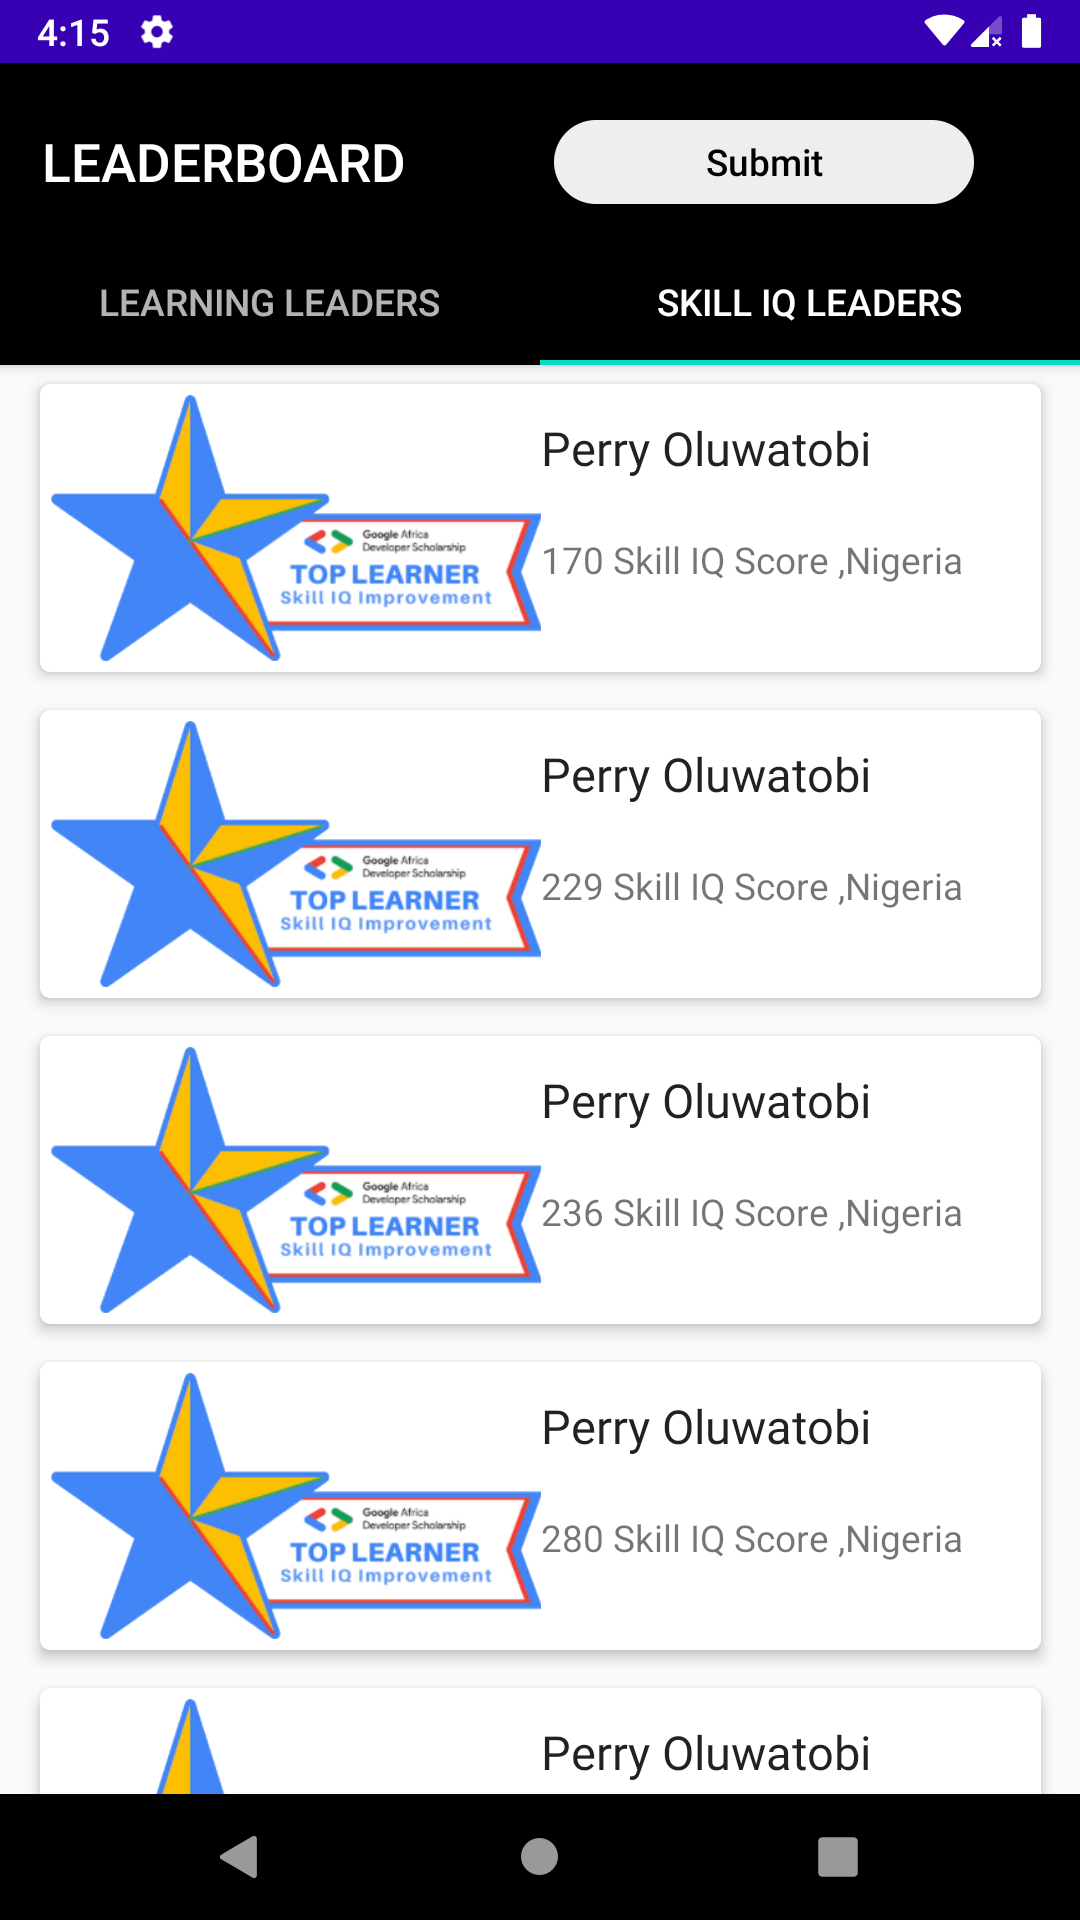 4:15
LEADERBOARD
Submit
LEARNING LEADERS
SKILL IQ LEADERS
Perry Oluwatobi
Google Africa
Developer Scholarship
TOP LEARNER
Skill IQ Improvement
170 Skill IQ Score ,Nigeria
Perry Oluwatobi
Google Africa
Developer Scholarship
TOP LEARNER
Skill IQ Improvement
229 Skill IQ Score ,Nigeria
Perry Oluwatobi
Google Africa
Developer Scholarship
TOP LEARNER
Skill IQ Improvement
236 Skill IQ Score ,Nigeria
Perry Oluwatobi
Google Africa
Developer Scholarship
TOP LEARNER
Skill IQ Improvement
280 Skill IQ Score ,Nigeria
Perry Oluwatobi